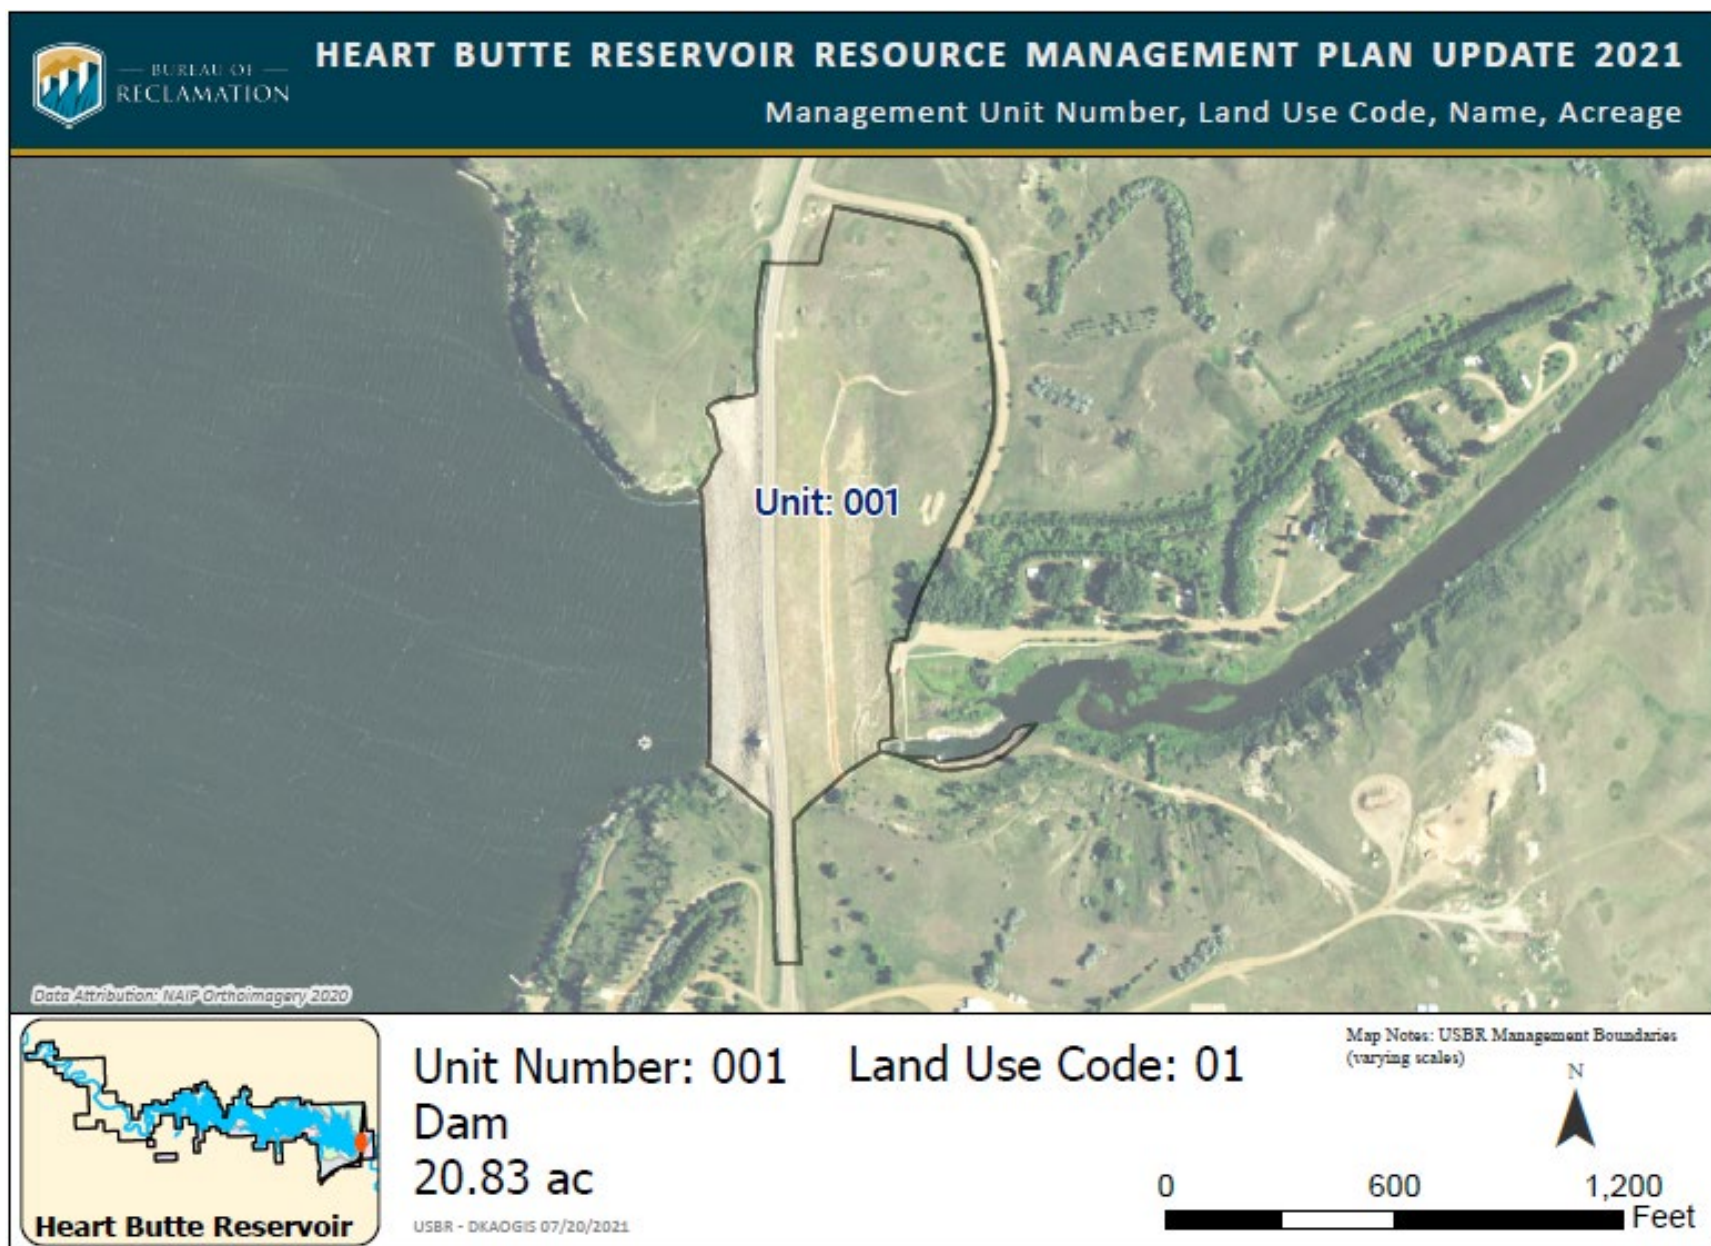 BUREAU OF
RECLAMATION
HEART BUTTE RESERVOIR RESOURCE MANAGEMENT PLAN UPDATE 2021
Management Unit Number, Land Use Code, Name, Acreage
Unit: 001
Data Attribution: NAIP Orthoimagery 2020
Heart Butte Reservoir
Unit Number: 001
Land Use Code: 01
Dam
20.83 ac
USBR - DKAOGIS 07/20/2021
Map Notes: USBR Management Boundaries
(varying scales)
N
0 600 1,200
Feet